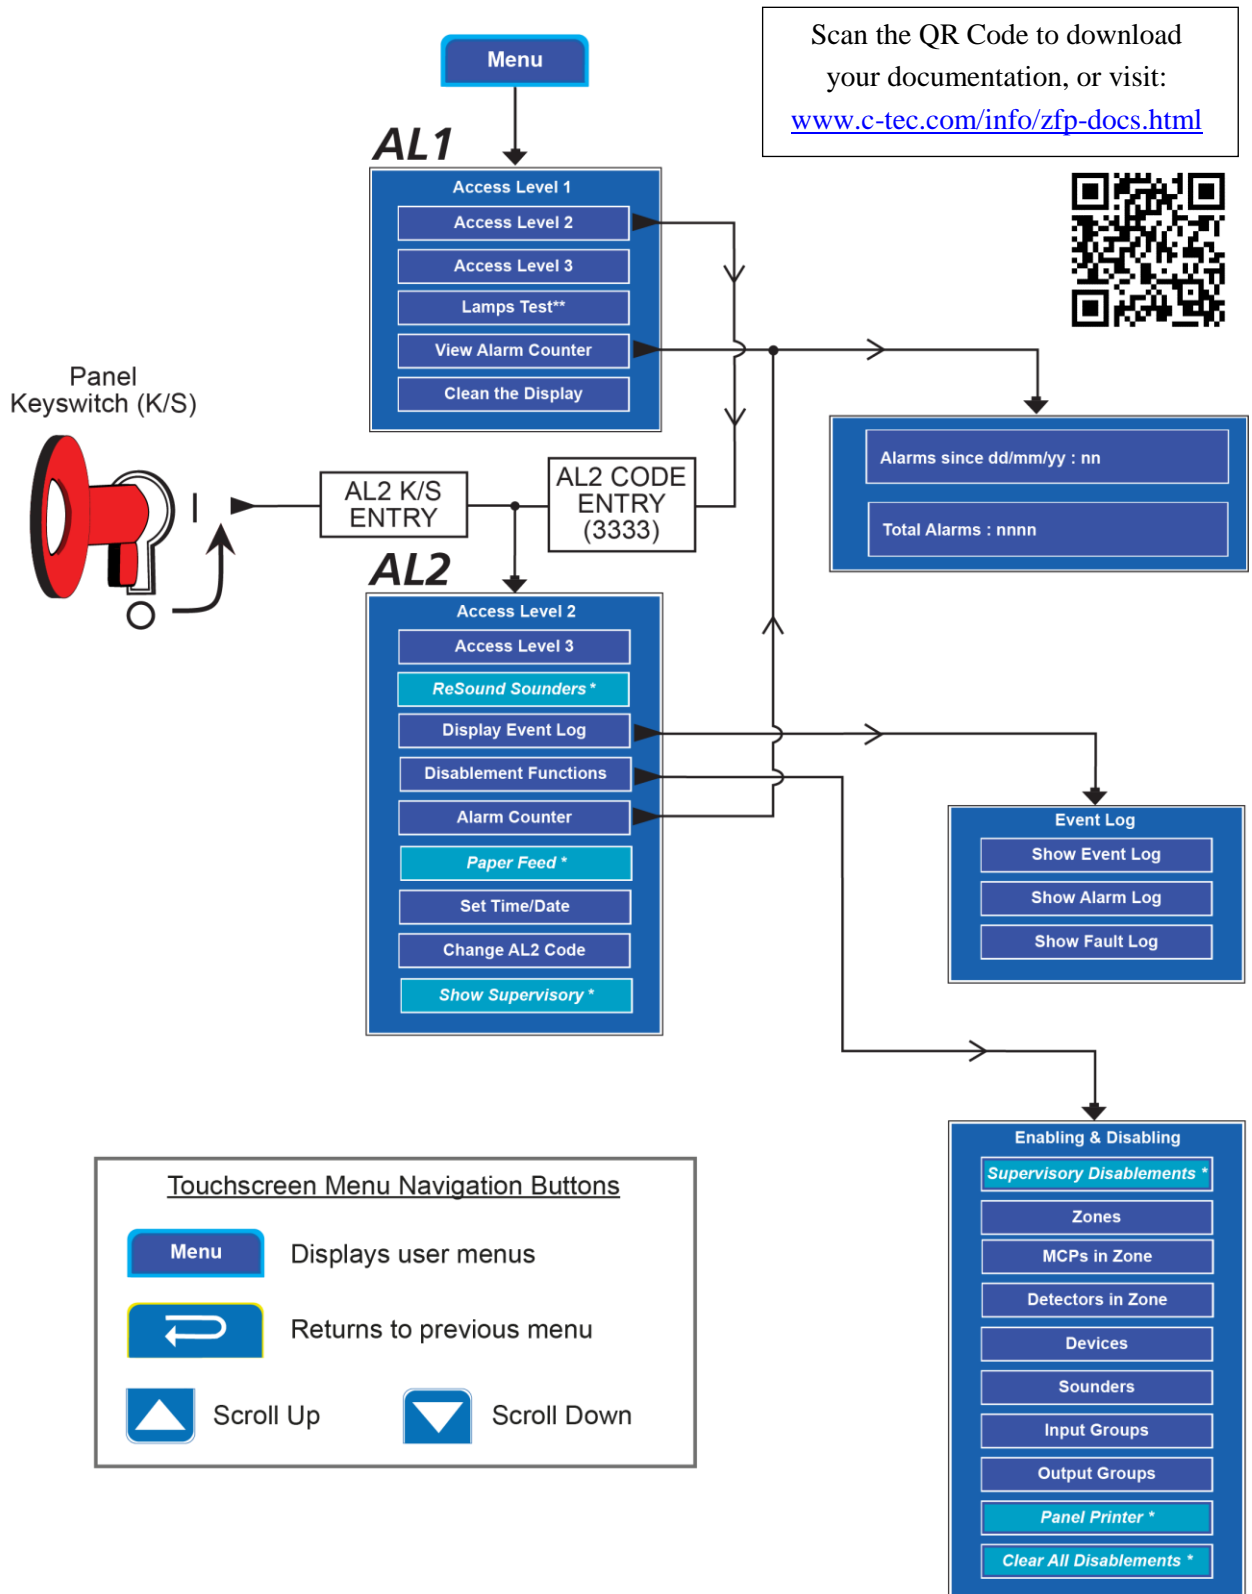 Scan the QR Code to download
your documentation, or visit:
www.c-tec.com/info/zfp-docs.html
Menu
AL1
Access Level 1
Access Level 2
Access Level 3
Lamps Test**
View Alarm Counter
Clean the Display
Panel
Keyswitch (K/S)
AL2 K/S
ENTRY
AL2 CODE
ENTRY
(3333)
Alarms since dd/mm/yy : nn
Total Alarms : nnnn
AL2
Access Level 2
Access Level 3
ReSound Sounders *
Display Event Log
Disablement Functions
Alarm Counter
Paper Feed *
Set Time/Date
Change AL2 Code
Show Supervisory *
Event Log
Show Event Log
Show Alarm Log
Show Fault Log
Enabling & Disabling
Supervisory Disablements *
Zones
MCPs in Zone
Detectors in Zone
Devices
Sounders
Input Groups
Output Groups
Panel Printer *
Clear All Disablements *
Touchscreen Menu Navigation Buttons
Menu
Displays user menus
Returns to previous menu
Scroll Up
Scroll Down